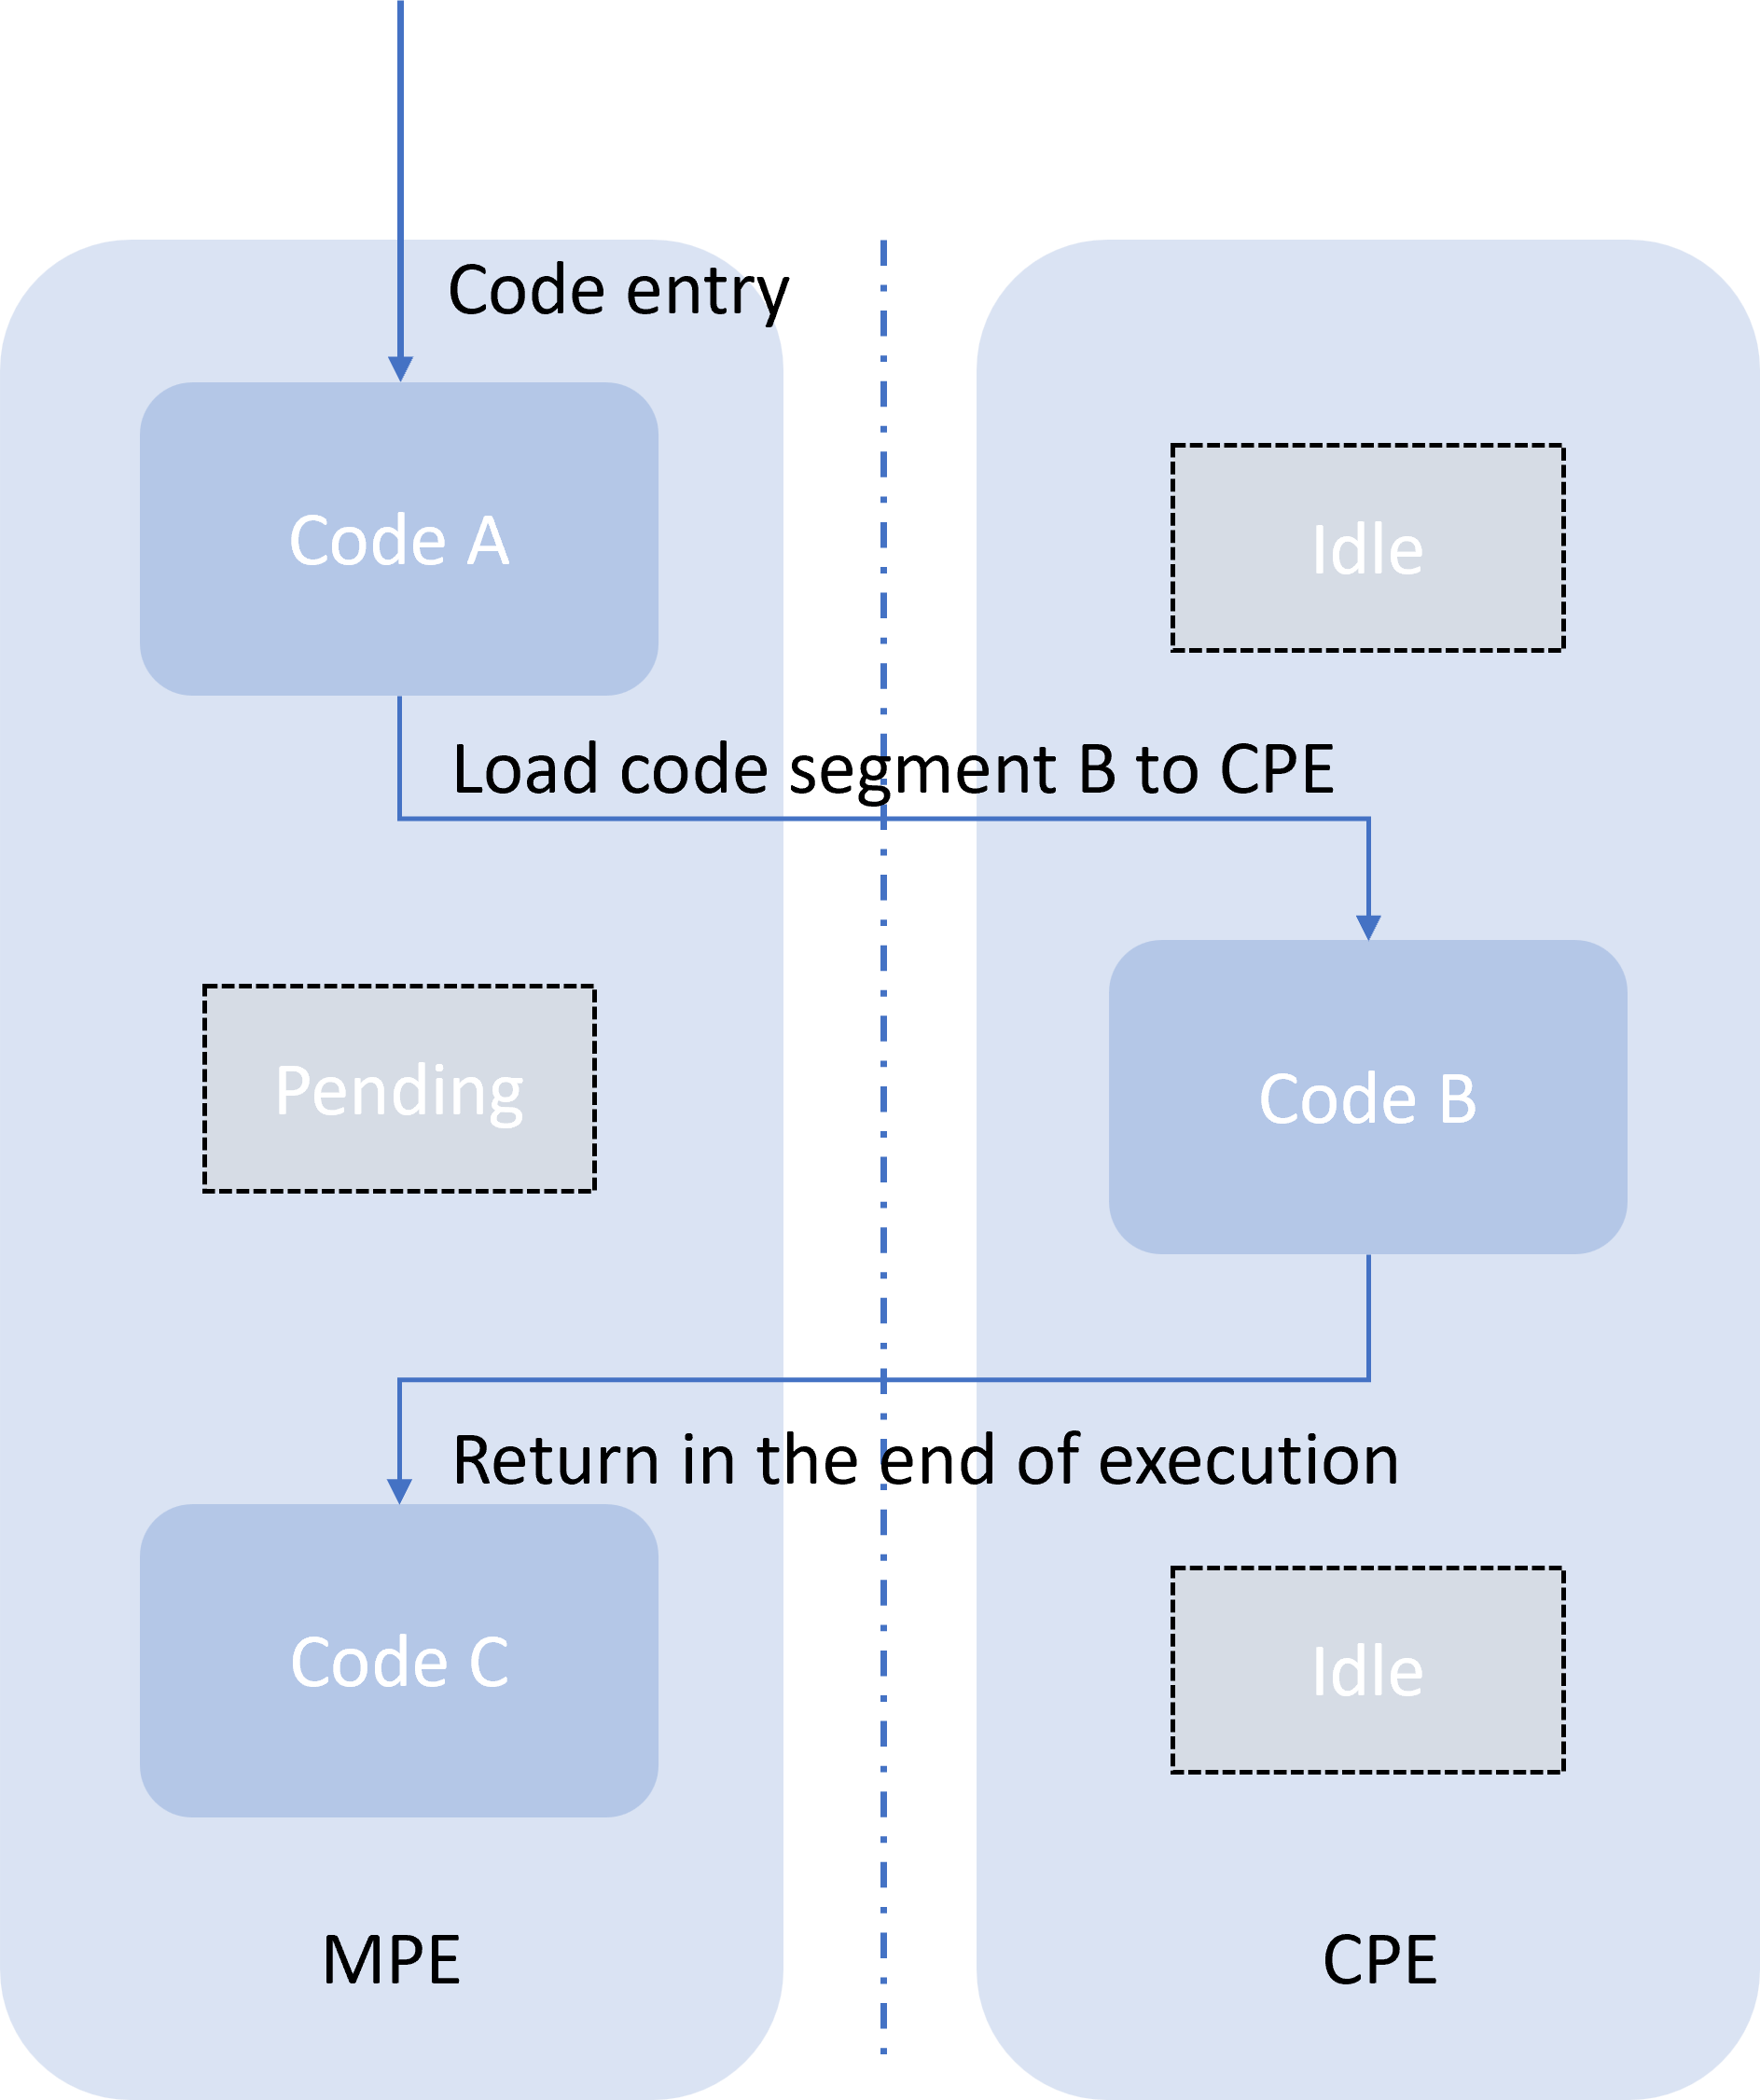 Code entry
Code A
Idle
Load code segment B to CPE
Pending
Code B
Return in the end of execution
Code C
Idle
MPE
CPE